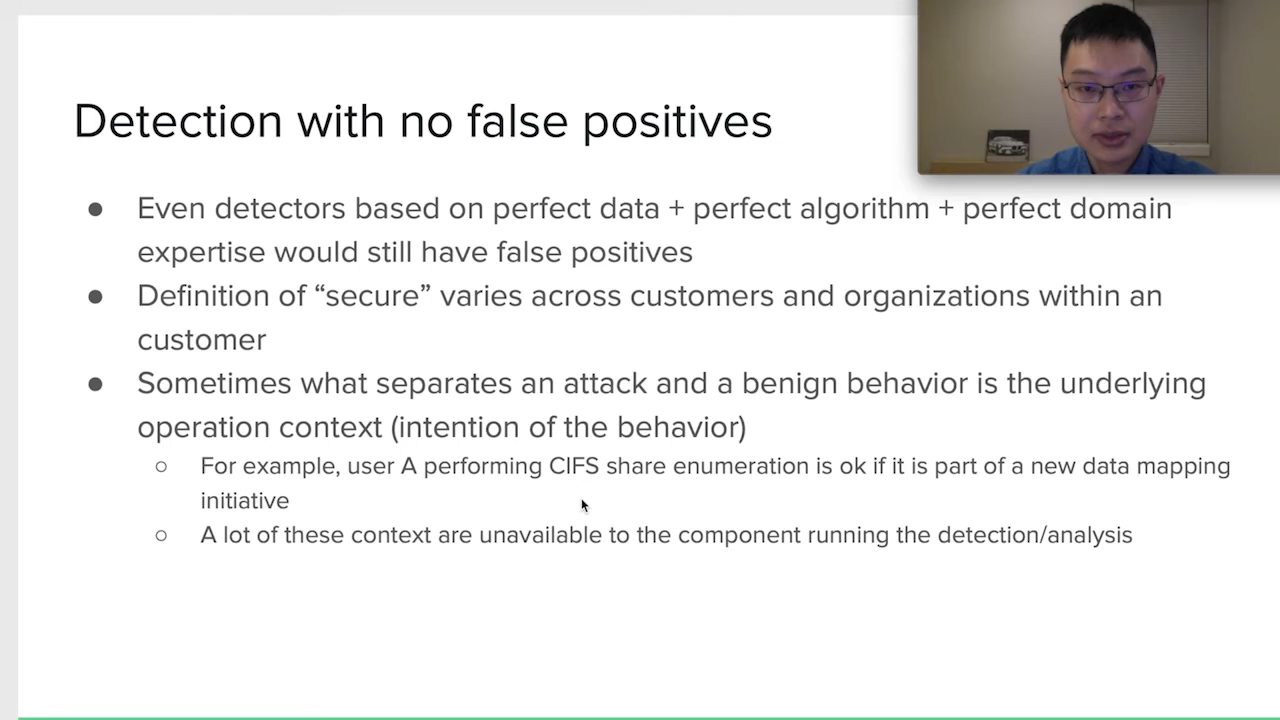 Detection with no false positives
● Even detectors based on perfect data + perfect algorithm + perfect domain
expertise would still have false positives
● Definition of “secure” varies across customers and organizations within an
customer
● Sometimes what separates an attack and a benign behavior is the underlying
operation context (intention of the behavior)
○ For example, user A performing CIFS share enumeration is ok if it is part of a new data mapping
initiative
○ A lot of these context are unavailable to the component running the detection/analysis